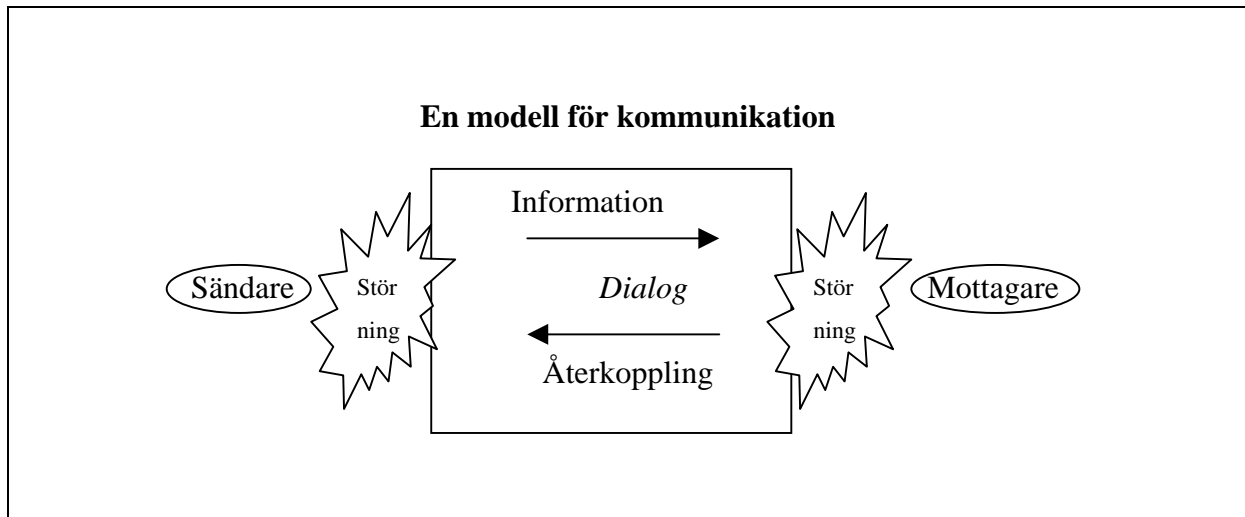 En modell för kommunikation
Information
Sändare
Stör
ning
Dialog
Stör
ning
Mottagare
Återkoppling